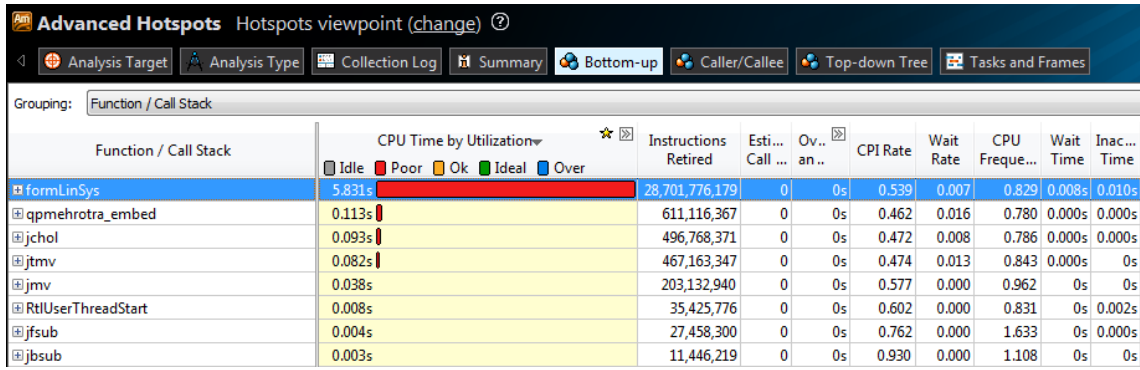 Advanced Hotspots Hotspots viewpoint (change) ?
Analysis Target Analysis Type Collection Log Summary Bottom-up Caller/Callee Top-down Tree Tasks and Frames
Grouping: Function / Call Stack
Function / Call Stack CPU Time by Utilization Instructions Retired Esti... Call ... Ov... an.. CPI Rate Wait Rate CPU Freque... Wait Time Inac... Time
Idle Poor Ok Ideal Over
formLinSys 5.831s 28,701,776,179 0 0s 0.539 0.007 0.829 0.008s 0.010s
qpmehrotra_embed 0.113s 611,116,367 0 0s 0.462 0.016 0.780 0.000s 0.000s
jchol 0.093s 496,768,371 0 0s 0.472 0.008 0.786 0.000s 0.000s
jtmv 0.082s 467,163,347 0 0s 0.474 0.013 0.843 0.000s 0s
jmv 0.038s 203,132,940 0 0s 0.577 0.000 0.962 0s 0s
RtlUserThreadStart 0.008s 35,425,776 0 0s 0.602 0.000 0.831 0s 0.002s
jfsub 0.004s 27,458,300 0 0s 0.762 0.000 1.633 0s 0.000s
jbsub 0.003s 11,446,219 0 0s 0.930 0.000 1.108 0s 0s